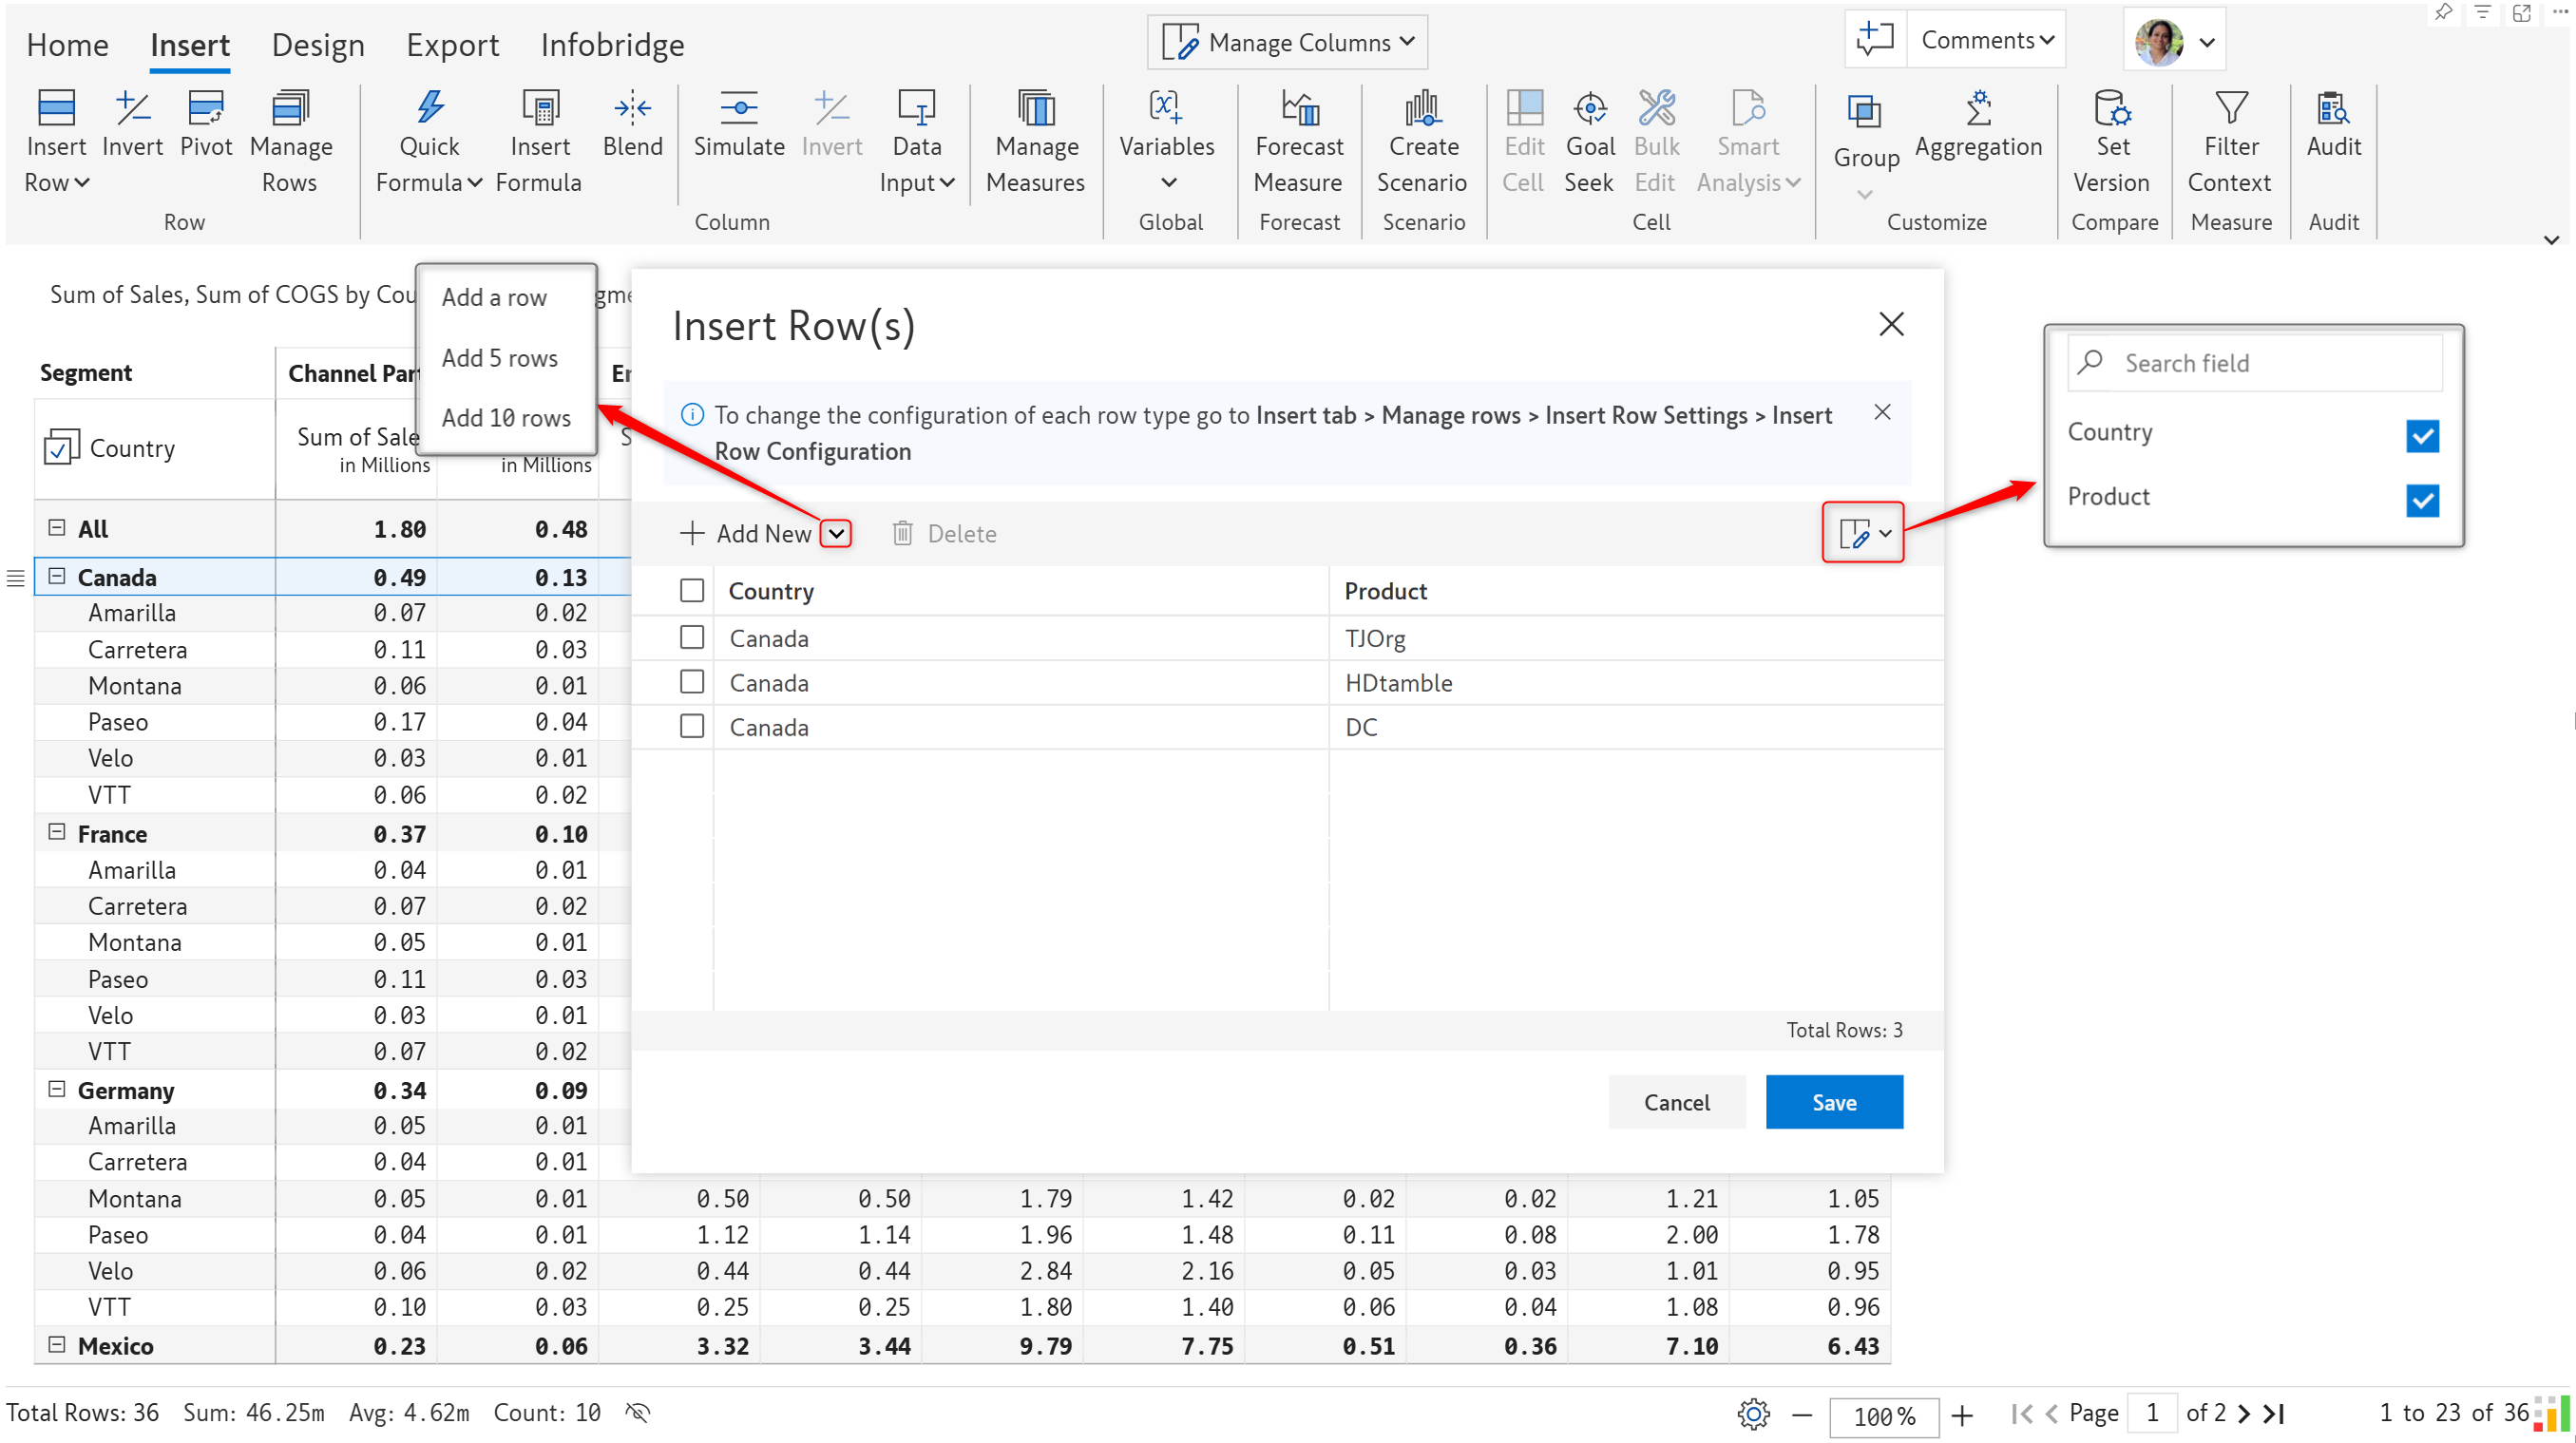 Home Insert Design Export Infobridge Manage Columns Comments
Insert Row Invert Pivot Manage Rows Quick Formula Insert Formula Blend Simulate Invert Data Input Manage Measures Variables Forecast Measure Create Scenario Edit Cell Goal Seek Bulk Edit Smart Analysis Group Aggregation Set Version Filter Context Audit
Row Column Global Forecast Scenario Cell Customize Compare Measure Audit
Sum of Sales, Sum of COGS by Cou
Add a row
Add 5 rows
Add 10 rows
Insert Row(s)
To change the configuration of each row type go to Insert tab > Manage rows > Insert Row Settings > Insert
Row Configuration
Add New Delete
Country Product
Canada TJOrg
Canada HDtamble
Canada DC
Total Rows: 3
Cancel Save
Search field
Country
Product
Segment Channel Part
Country Sum of Sale
in Millions in Millions
All 1.80 0.48
Canada 0.49 0.13
Amarilla 0.07 0.02
Carretera 0.11 0.03
Montana 0.06 0.01
Paseo 0.17 0.04
Velo 0.03 0.01
VTT 0.06 0.02
France 0.37 0.10
Amarilla 0.04 0.01
Carretera 0.07 0.02
Montana 0.05 0.01
Paseo 0.11 0.03
Velo 0.03 0.01
VTT 0.07 0.02
Germany 0.34 0.09
Amarilla 0.05 0.01
Carretera 0.04 0.01
Montana 0.05 0.01 0.50 0.50 1.79 1.42 0.02 0.02 1.21 1.05
Paseo 0.04 0.01 1.12 1.14 1.96 1.48 0.11 0.08 2.00 1.78
Velo 0.06 0.02 0.44 0.44 2.84 2.16 0.05 0.03 1.01 0.95
VTT 0.10 0.03 0.25 0.25 1.80 1.40 0.06 0.04 1.08 0.96
Mexico 0.23 0.06 3.32 3.44 9.79 7.75 0.51 0.36 7.10 6.43
Total Rows: 36 Sum: 46.25m Avg: 4.62m Count: 10 100% Page 1 of 2 1 to 23 of 36